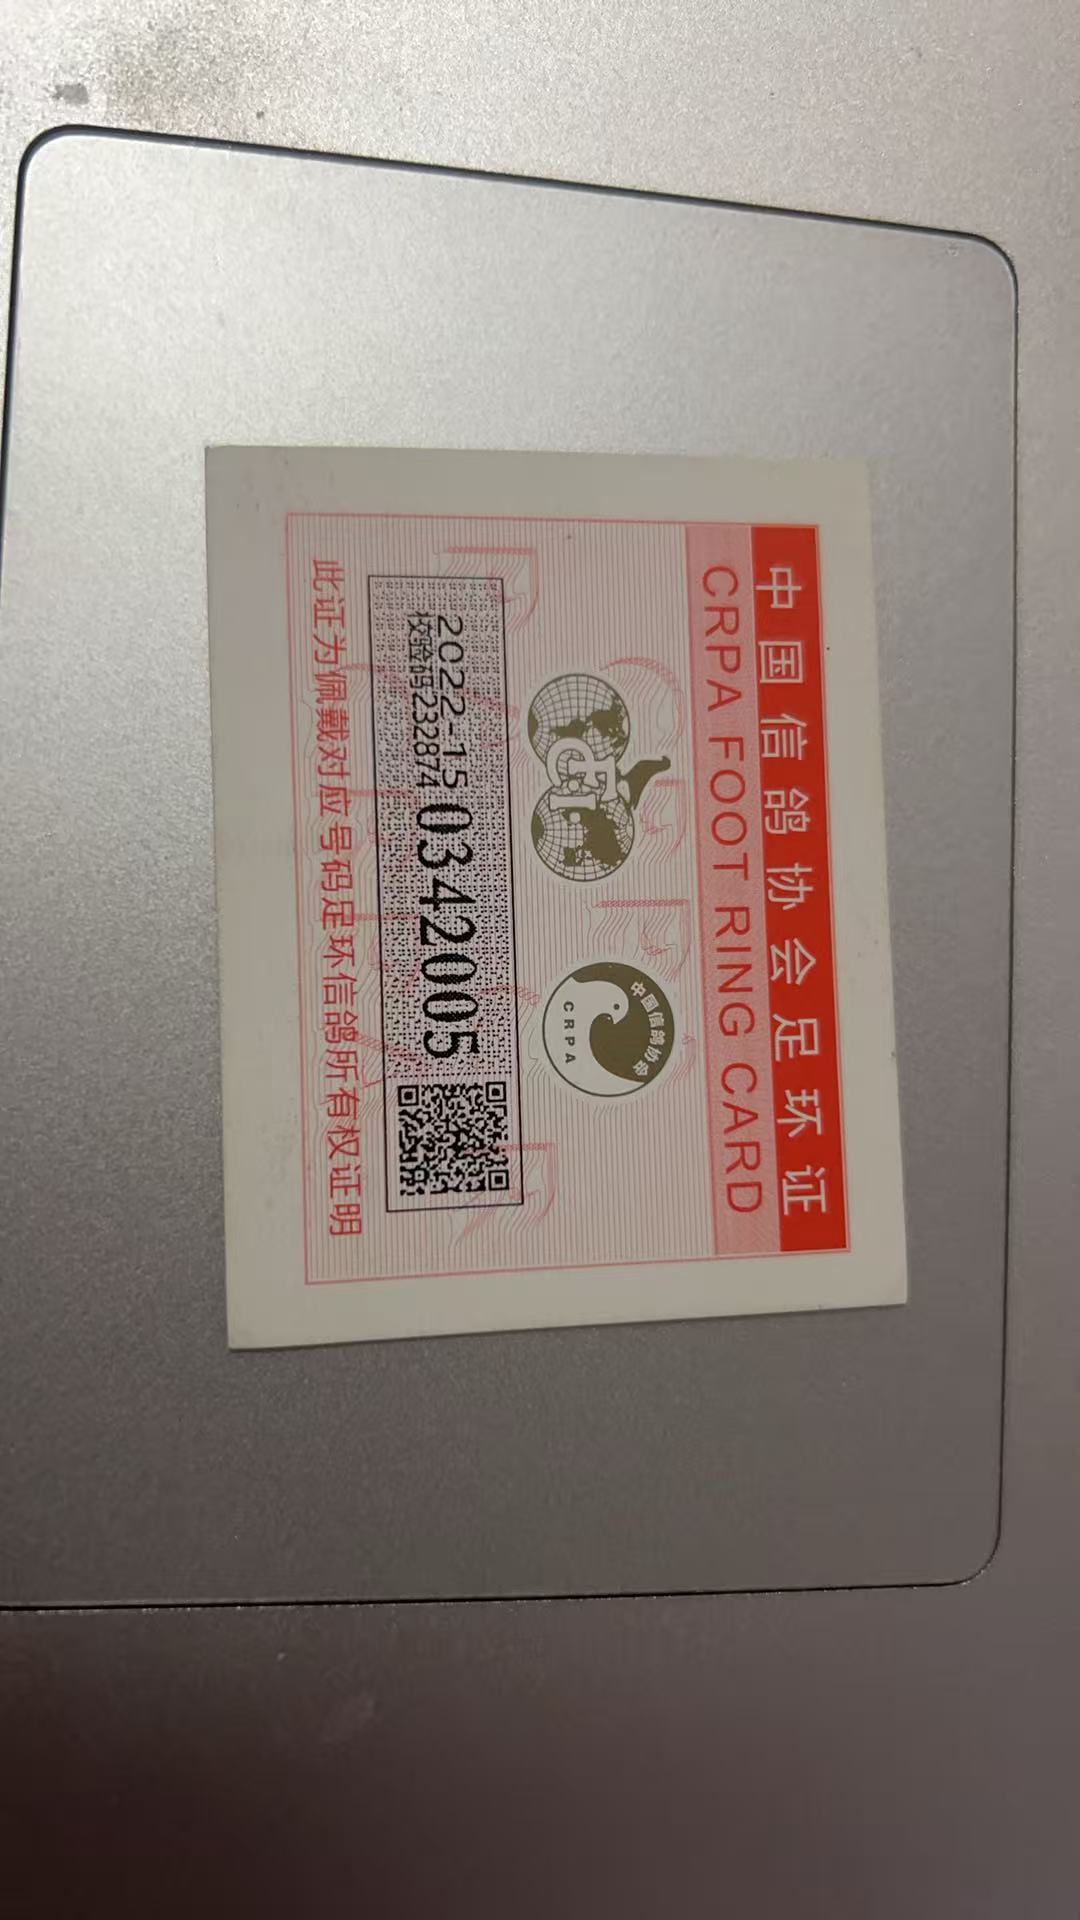 中国信鸽协会足环证
CRPA FOOT RING CARD
FCI
中国信鸽协会
CRPA
2022-15 0342005
校验码232874
此证为佩戴对应号码足环信鸽所有权证明